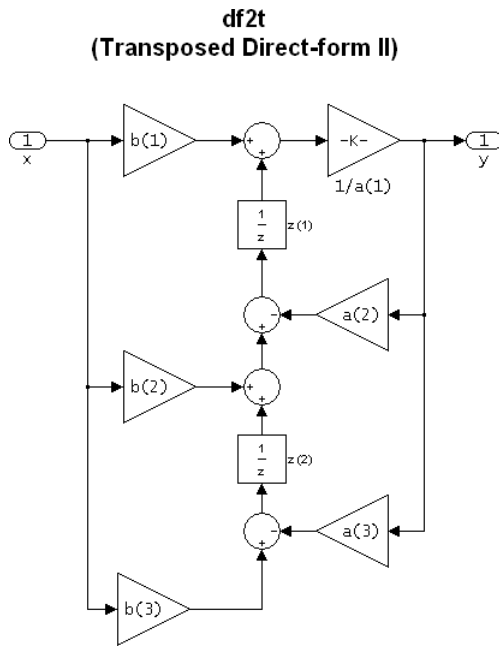 df2t
(Transposed Direct-form II)
1
x
b(1)
+
+
-K-
1/a(1)
1
y
1
z
z(1)
-
+
a(2)
b(2)
+
+
1
z
z(2)
-
+
a(3)
b(3)